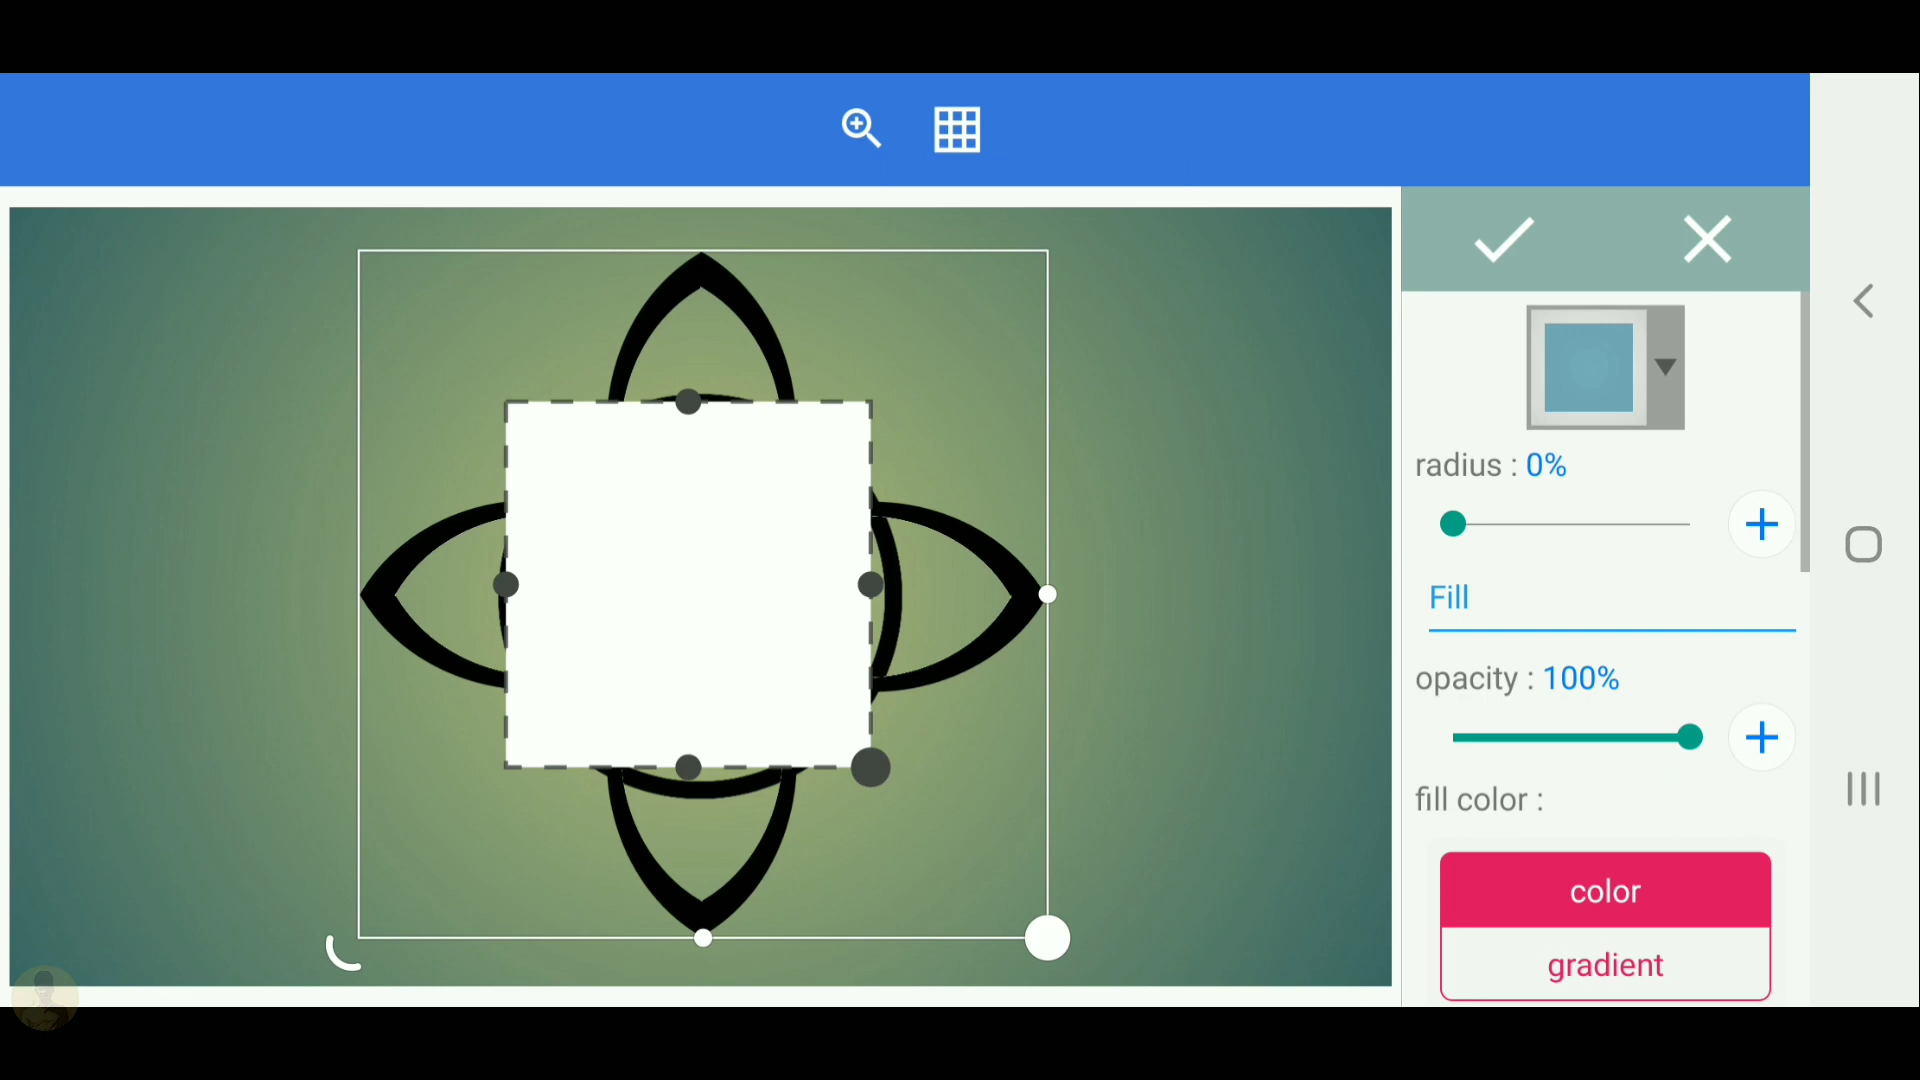 radius : 0%
Fill
opacity : 100%
fill color :
color
gradient